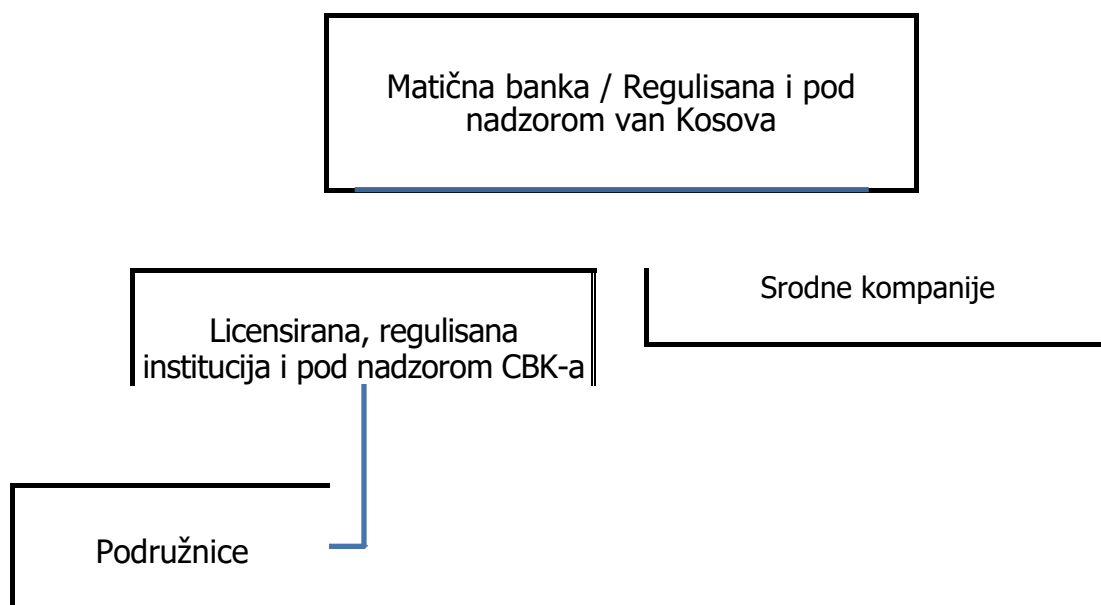 Matična banka / Regulisana i pod
nadzorom van Kosova
Srodne kompanije
Licensirana, regulisana
institucija i pod nadzorom CBK-a
Podružnice